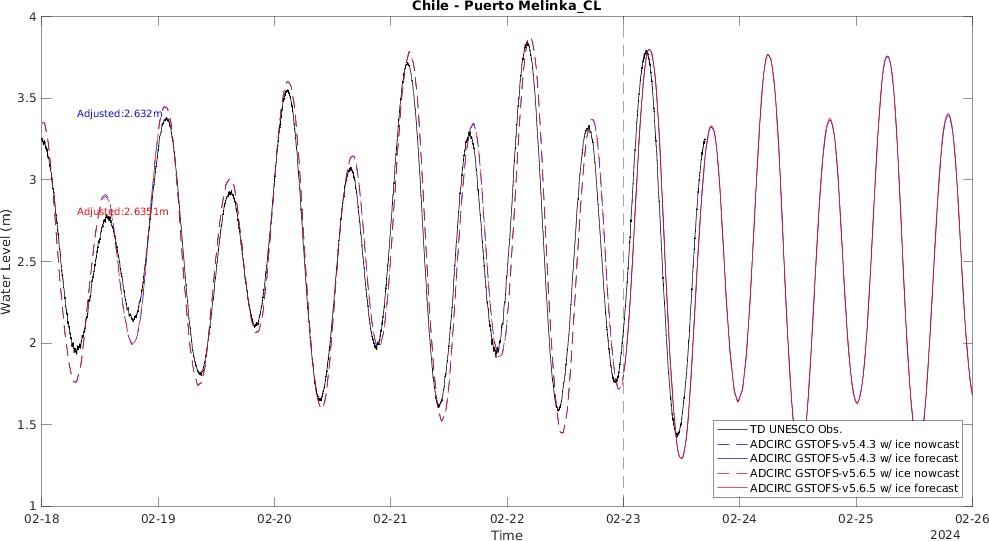 Chile - Puerto Melinka_CL
4
3.5
3
2.5
2
1.5
1
Water Level (m)
Adjusted:2.632m
Adjusted:2.6351m
TD UNESCO Obs.
ADCIRC GSTOFS-v5.4.3 w/ ice nowcast
ADCIRC GSTOFS-v5.4.3 w/ ice forecast
ADCIRC GSTOFS-v5.6.5 w/ ice nowcast
ADCIRC GSTOFS-v5.6.5 w/ ice forecast
02-18 02-19 02-20 02-21 02-22 02-23 02-24 02-25 02-26
Time
2024